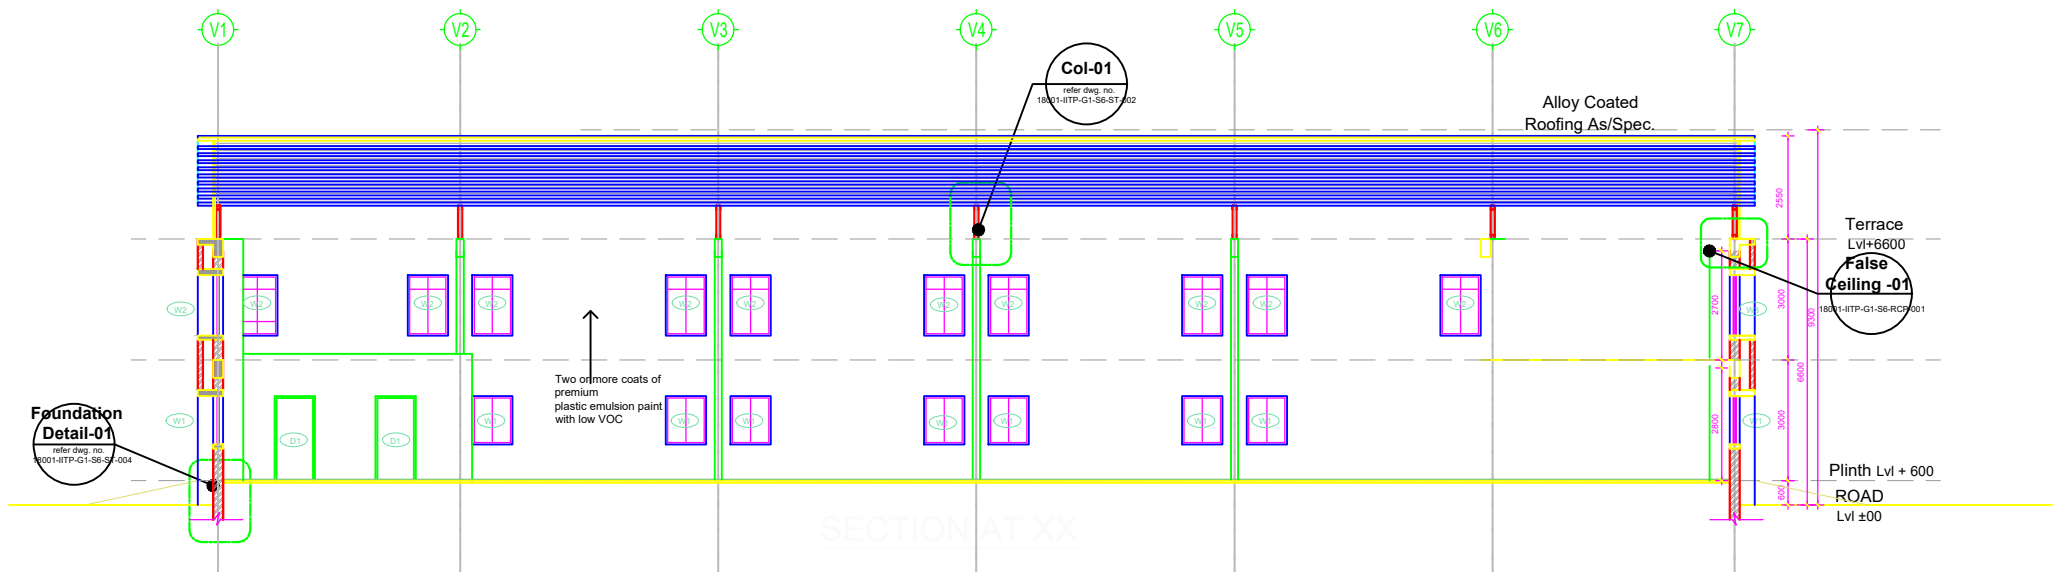 V1
V2
V3
V4
V5
V6
V7
Col-01
refer dwg. no.
18001-IITP-G1-S6-ST-002
Alloy Coated
Roofing As/Spec.
2550
Terrace
Lvl+6600
False
Ceiling -01
18001-IITP-G1-S6-RCP-001
W2
W2
W2
W2
W2
W2
W2
W2
W2
W2
W2
2700
3000
9300
6600
Two or more coats of
premium
plastic emulsion paint
with low VOC
Foundation
Detail-01
refer dwg. no.
18001-IITP-G1-S6-ST-004
W1
D1
D1
W1
W1
W1
W1
W1
W1
W1
W1
2800
3000
Plinth Lvl + 600
600
ROAD
Lvl ±00
SECTION AT XX